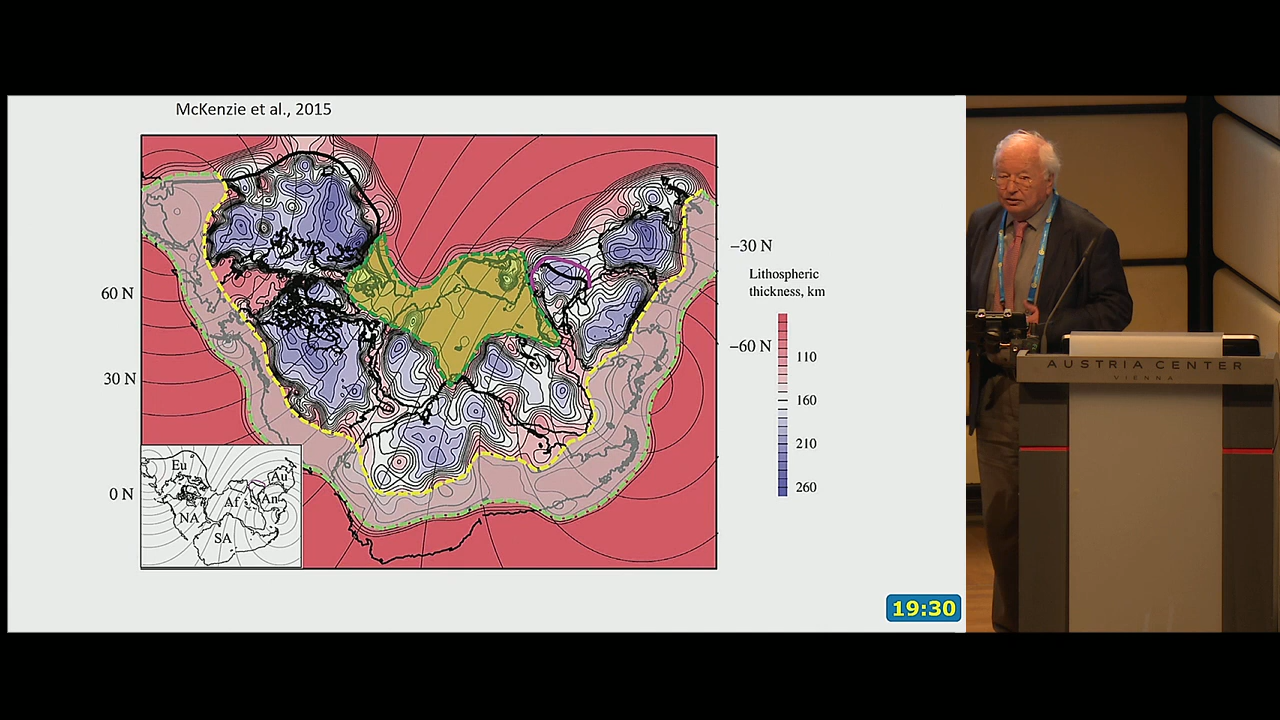 McKenzie et al., 2015
–30 N
Lithospheric
thickness, km
60 N
–60 N
110
30 N
160
210
260
0 N
Eu
Au
An
Af
NA
SA
19:30
AUSTRIA CENTER
VIENNA